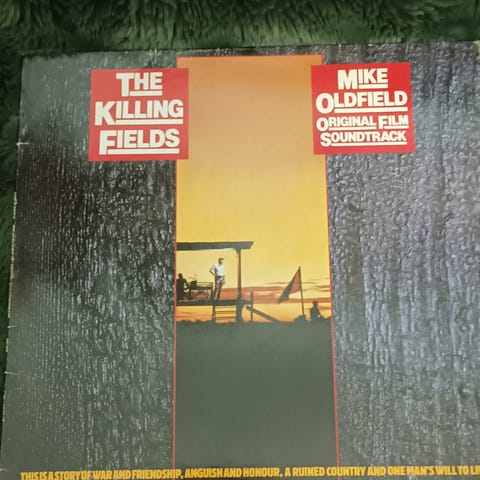 THE
KILLING
FIELDS
MIKE
OLDFIELD
ORIGINAL FILM
SOUNDTRACK
THIS IS A STORY OF WAR AND FRIENDSHIP, ANGUISH AND HONOUR, A RUINED COUNTRY AND ONE MAN'S WILL TO